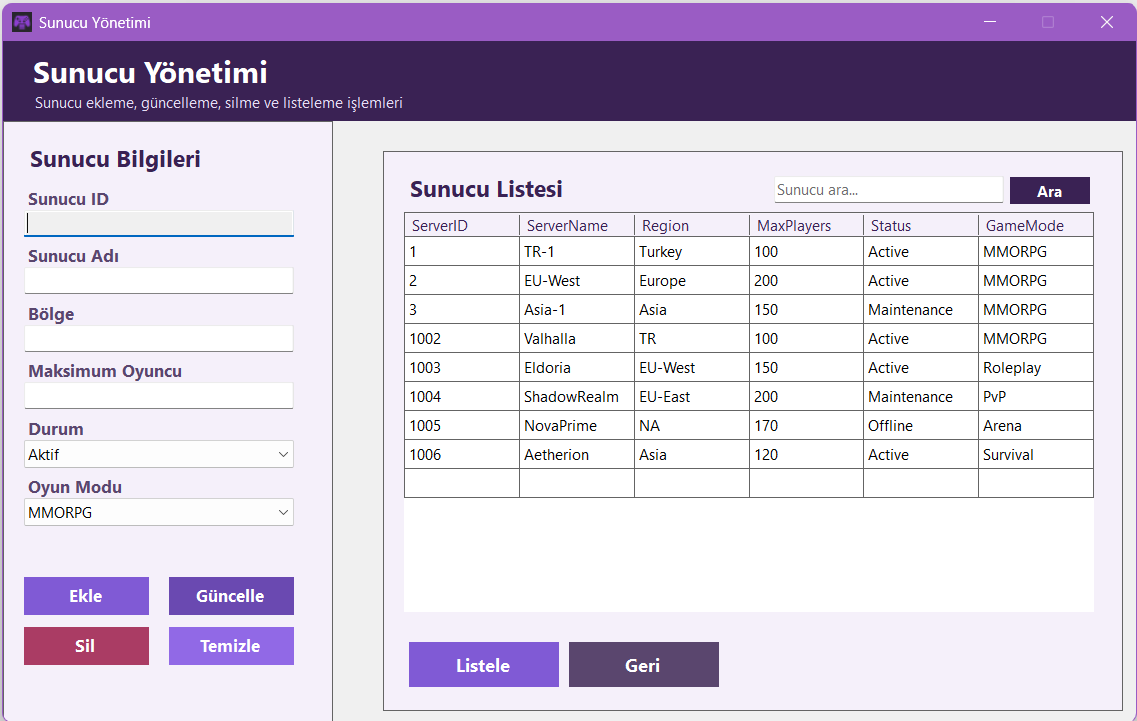 Sunucu Yönetimi
Sunucu Yönetimi
Sunucu ekleme, güncelleme, silme ve listeleme işlemleri
Sunucu Bilgileri
Sunucu ID
Sunucu Adı
Bölge
Maksimum Oyuncu
Durum
Aktif
Oyun Modu
MMORPG
Ekle Güncelle
Sil Temizle
Sunucu Listesi Sunucu ara... Ara
ServerID ServerName Region MaxPlayers Status GameMode
1 TR-1 Turkey 100 Active MMORPG
2 EU-West Europe 200 Active MMORPG
3 Asia-1 Asia 150 Maintenance MMORPG
1002 Valhalla TR 100 Active MMORPG
1003 Eldoria EU-West 150 Active Roleplay
1004 ShadowRealm EU-East 200 Maintenance PvP
1005 NovaPrime NA 170 Offline Arena
1006 Aetherion Asia 120 Active Survival
Listele Geri